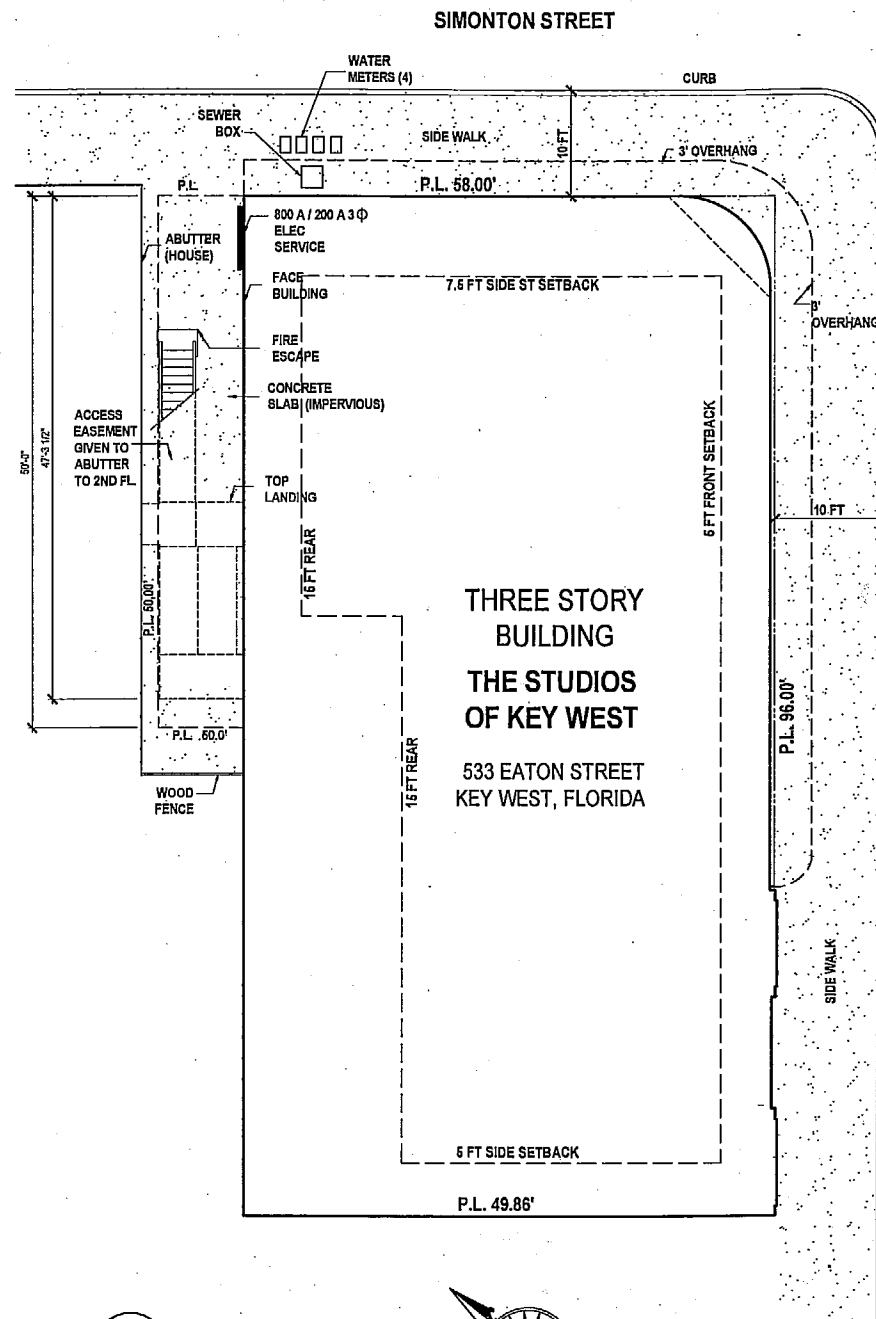 SIMONTON STREET
WATER
METERS (4)
CURB
SEWER
BOX
SIDE WALK
10 FT
3' OVERHANG
P.L.
P.L. 58.00'
800 A / 200 A 3 Φ
ELEC
SERVICE
ABUTTER
(HOUSE)
FACE
BUILDING
7.5 FT SIDE ST SETBACK
3'
OVERHANG
FIRE
ESCAPE
CONCRETE
SLAB (IMPERVIOUS)
ACCESS
EASEMENT
GIVEN TO
ABUTTER
TO 2ND FL.
50'-0"
47'-3 1/2"
TOP
LANDING
5 FT FRONT SETBACK
10 FT
15 FT REAR
P.L. 50.00'
THREE STORY
BUILDING
THE STUDIOS
OF KEY WEST
533 EATON STREET
KEY WEST, FLORIDA
P.L. 96.00'
P.L. .50.0'
15 FT REAR
WOOD
FENCE
SIDE WALK
5 FT SIDE SETBACK
P.L. 49.86'